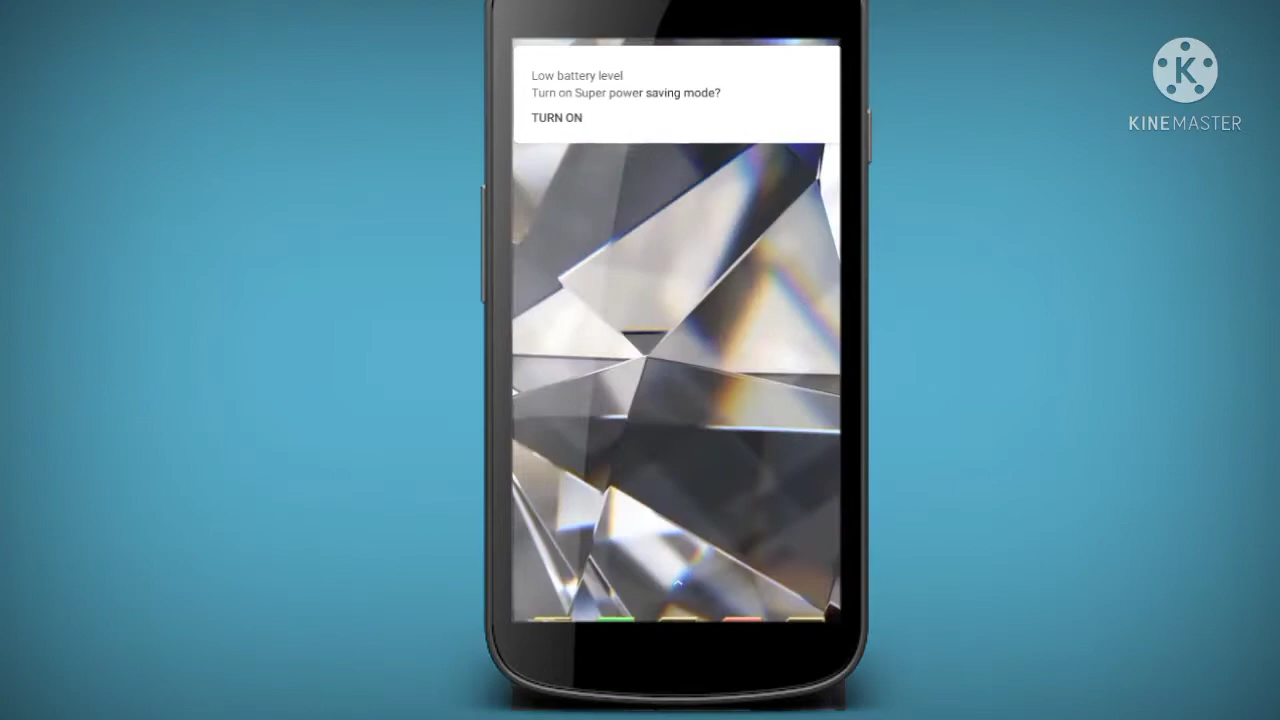 Low battery level
Turn on Super power saving mode?
TURN ON
K
KINEMASTER